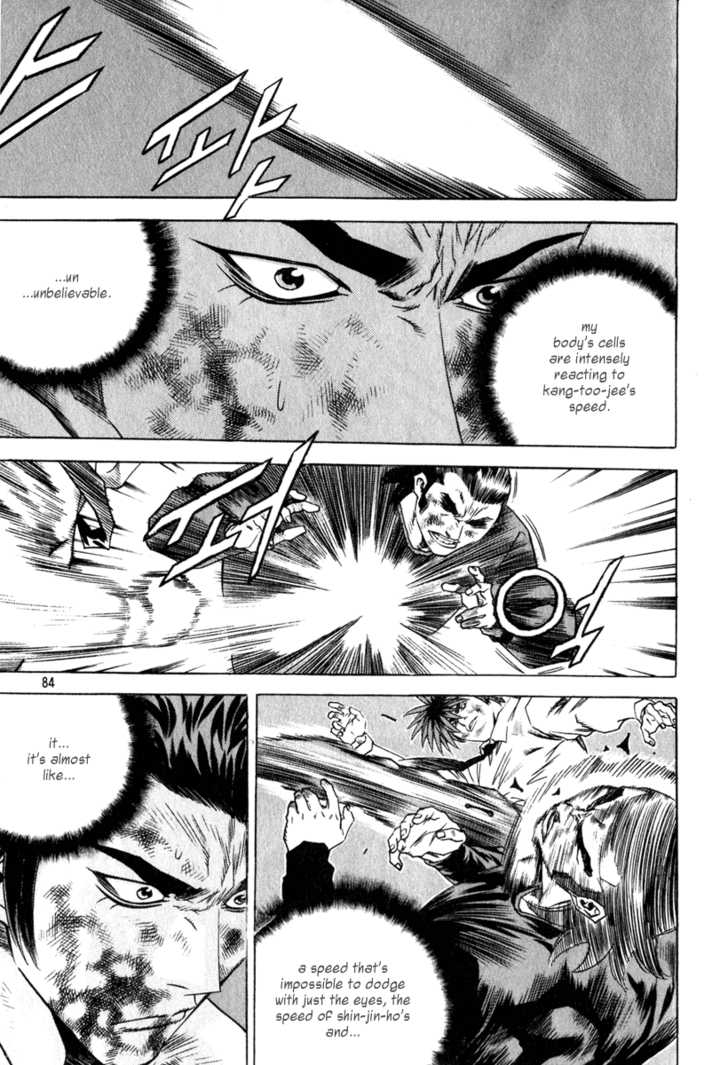 ...un
...unbelievable.
my
body's cells
are intensely
reacting to
kang-too-jee's
speed.
84
it...
it's almost
like...
a speed that's
impossible to dodge
with just the eyes, the
speed of shin-jin-ho's
and...